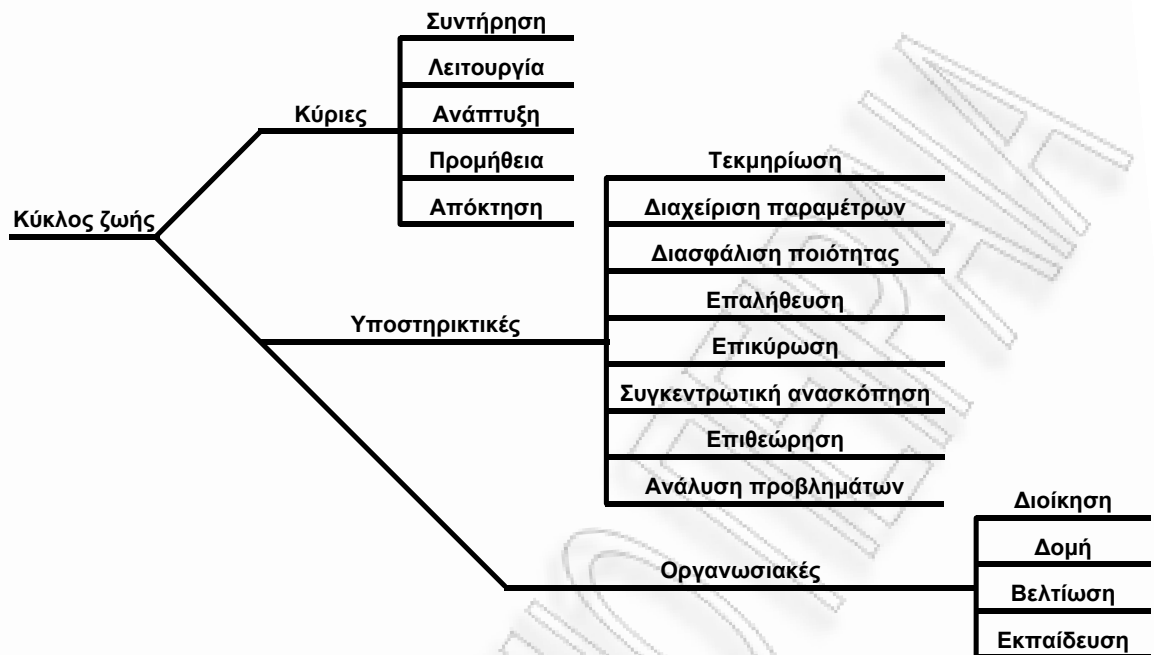 Κύκλος ζωής
Κύριες
Συντήρηση
Λειτουργία
Ανάπτυξη
Προμήθεια
Απόκτηση
Υποστηρικτικές
Τεκμηρίωση
Διαχείριση παραμέτρων
Διασφάλιση ποιότητας
Επαλήθευση
Επικύρωση
Συγκεντρωτική ανασκόπηση
Επιθεώρηση
Ανάλυση προβλημάτων
Οργανωσιακές
Διοίκηση
Δομή
Βελτίωση
Εκπαίδευση